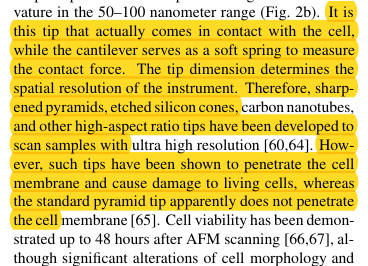 vature in the 50–100 nanometer range (Fig. 2b). It is
this tip that actually comes in contact with the cell,
while the cantilever serves as a soft spring to measure
the contact force. The tip dimension determines the
spatial resolution of the instrument. Therefore, sharp-
ened pyramids, etched silicon cones, carbon nanotubes,
and other high-aspect ratio tips have been developed to
scan samples with ultra high resolution [60,64]. How-
ever, such tips have been shown to penetrate the cell
membrane and cause damage to living cells, whereas
the standard pyramid tip apparently does not penetrate
the cell membrane [65]. Cell viability has been demon-
strated up to 48 hours after AFM scanning [66,67], al-
though significant alterations of cell morphology and